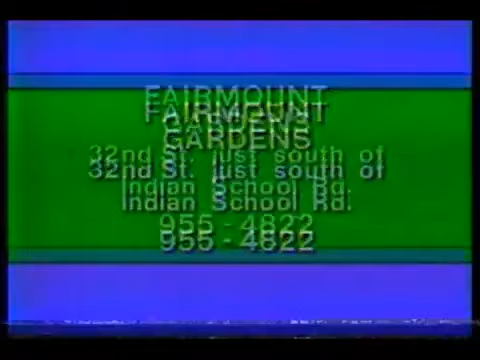 FAIRMOUNT
GARDENS
32nd St. just south of
Indian School Rd.
955-4822